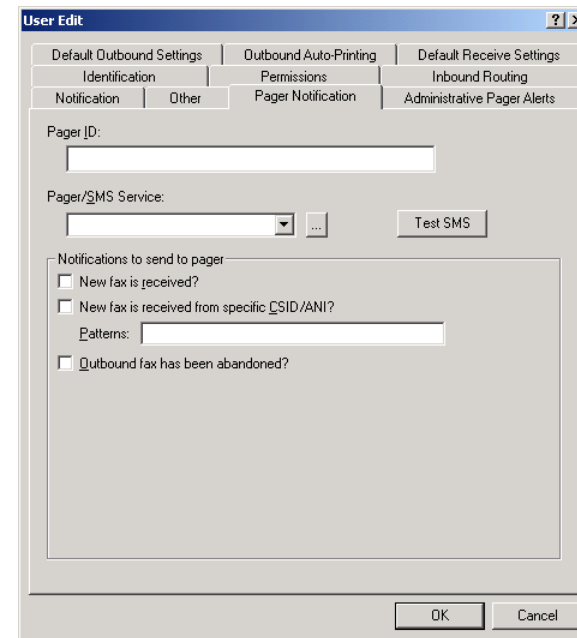 User Edit
Default Outbound Settings Outbound Auto-Printing Default Receive Settings
Identification Permissions Inbound Routing
Notification Other Pager Notification Administrative Pager Alerts
Pager ID:
Pager/SMS Service:
... Test SMS
Notifications to send to pager
New fax is received?
New fax is received from specific CSID/ANI?
Patterns:
Outbound fax has been abandoned?
OK Cancel